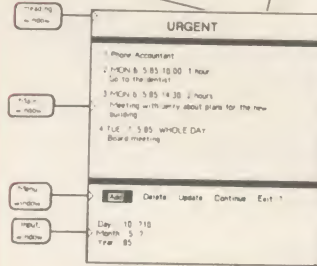 Heading
window
URGENT
1 Phone Accountant
2 MON 6 5 85 10 00 1 hour
Go to the dentist
3 MON 6 5 85 14 30 2 hours
Meeting with about plans for the new
building
4 TUE 7 5 85 WHOLE DAY
Board meeting
Main
window
Menu
window
Add Delete Update Continue Exit ?
Input
window
Day 10 ?10
Month 5 ?
Year 85